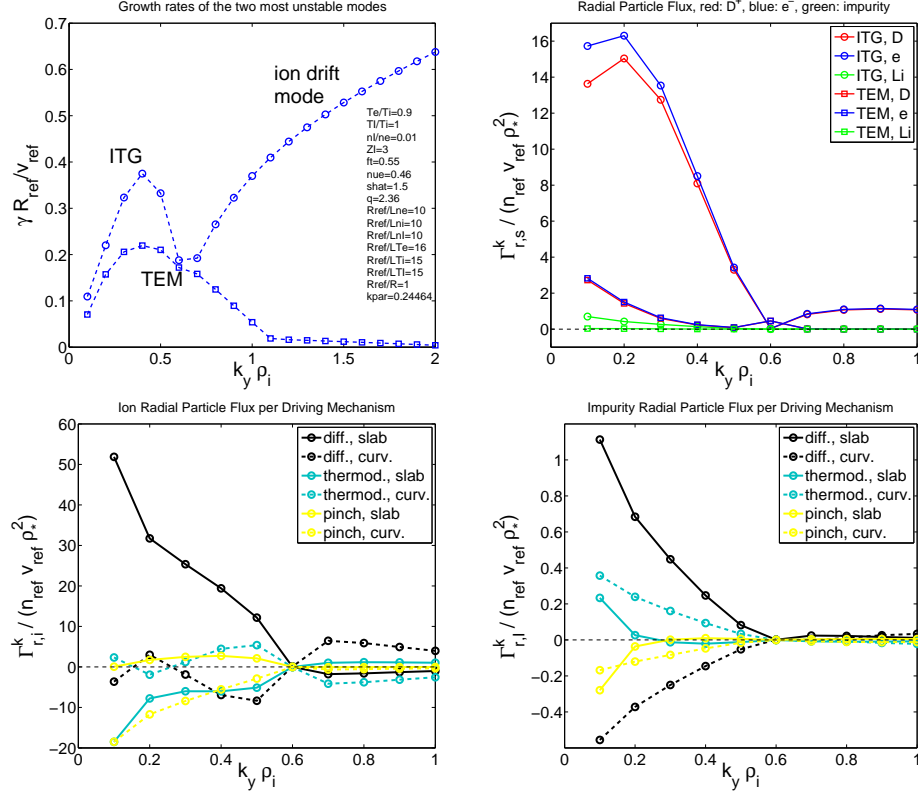 Growth rates of the two most unstable modes
0.7
0.6
0.5
0.4
0.3
0.2
0.1
0
0
0.5
1
1.5
2
γ R_ref/v_ref
k_y ρ_i
ITG
TEM
ion drift
mode
Te/Ti=0.9
TI/Ti=1
nI/ne=0.01
ZI=3
ft=0.55
nue=0.46
shat=1.5
q=2.36
Rref/Lne=10
Rref/Lni=10
Rref/LnI=10
Rref/LTe=16
Rref/LTi=15
Rref/LTI=15
Rref/R=1
kpar=0.24464
Radial Particle Flux, red: D⁺, blue: e⁻, green: impurity
16
14
12
10
8
6
4
2
0
0
0.2
0.4
0.6
0.8
1
Γ^k_{r,s} / (n_ref v_ref ρ_*^2)
k_y ρ_i
ITG, D
ITG, e
ITG, Li
TEM, D
TEM, e
TEM, Li
Ion Radial Particle Flux per Driving Mechanism
60
50
40
30
20
10
0
−10
−20
0
0.2
0.4
0.6
0.8
1
Γ^k_{r,i} / (n_ref v_ref ρ_*^2)
k_y ρ_i
diff., slab
diff., curv.
thermod., slab
thermod., curv.
pinch, slab
pinch, curv.
Impurity Radial Particle Flux per Driving Mechanism
1
0.8
0.6
0.4
0.2
0
−0.2
−0.4
0
0.2
0.4
0.6
0.8
1
Γ^k_{r,I} / (n_ref v_ref ρ_*^2)
k_y ρ_i
diff., slab
diff., curv.
thermod., slab
thermod., curv.
pinch, slab
pinch, curv.